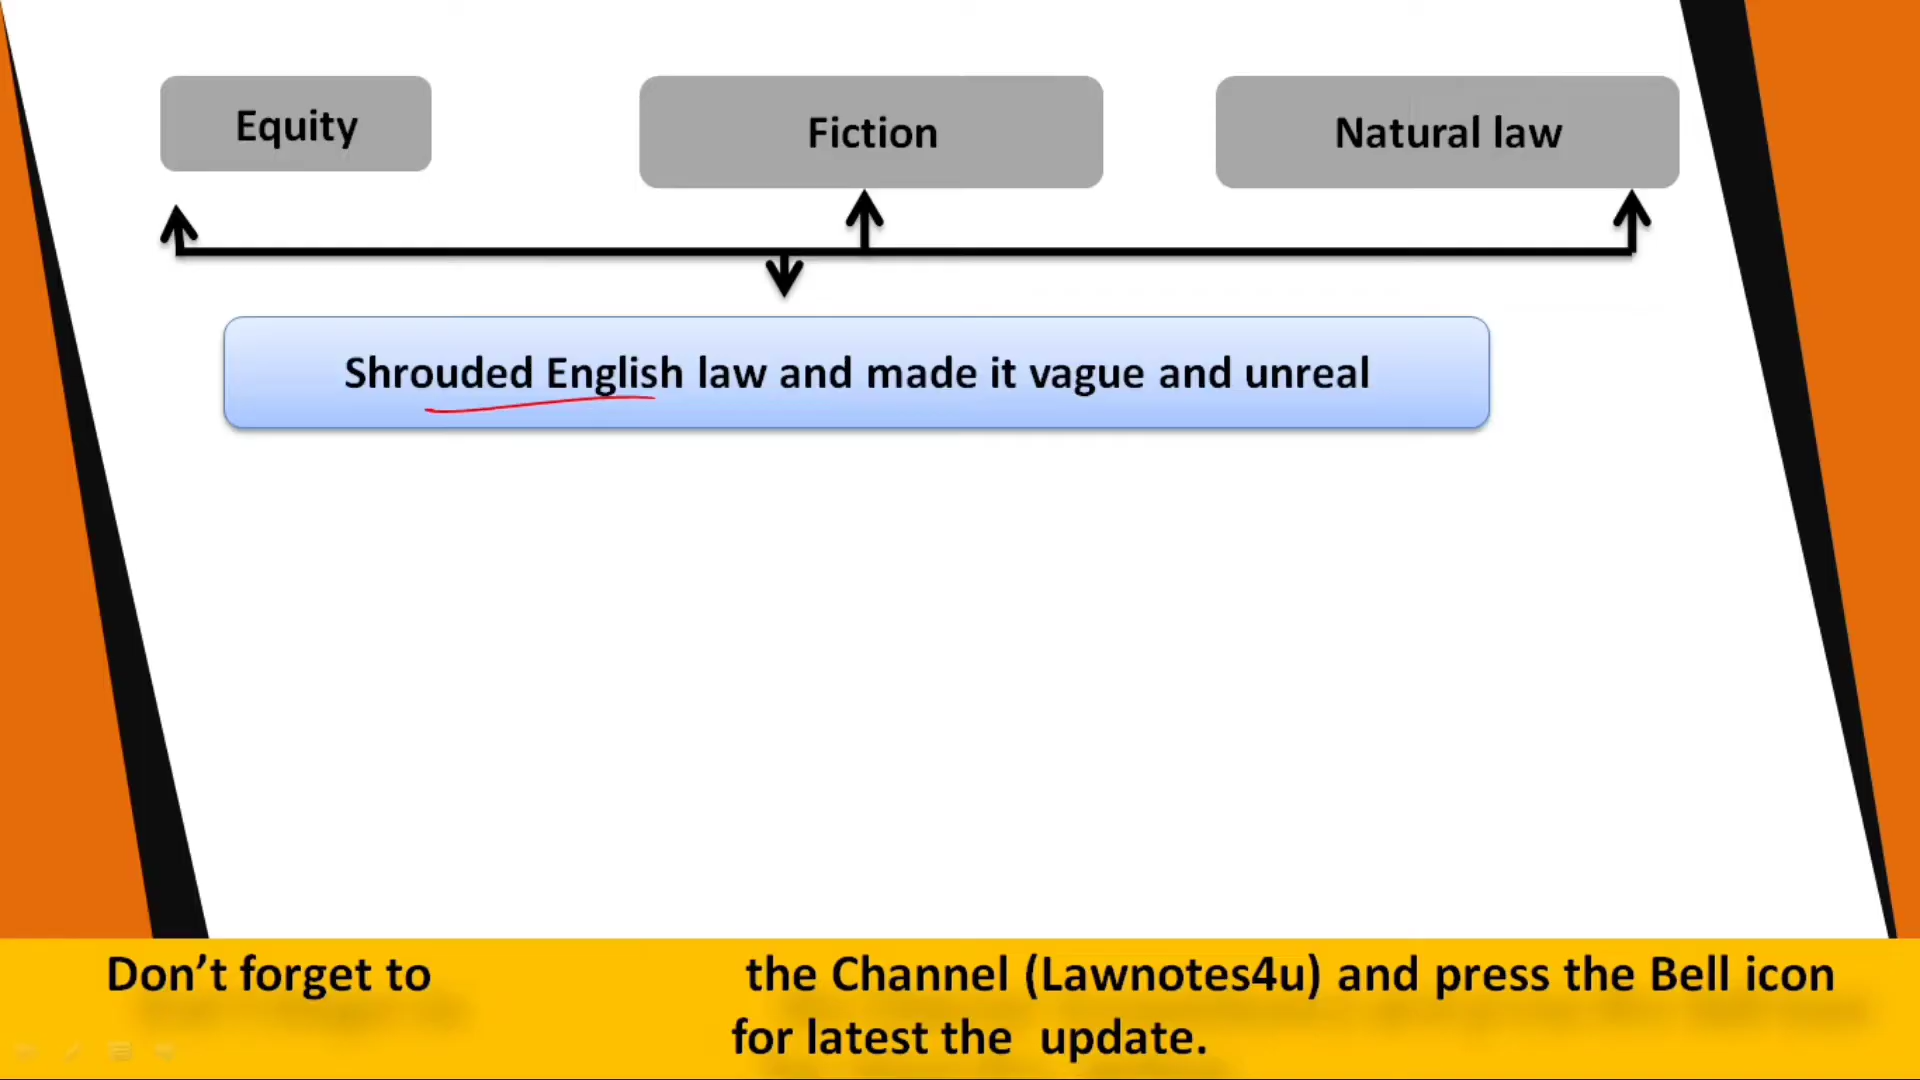 Equity
Fiction
Natural law
Shrouded English law and made it vague and unreal
Don’t forget to the Channel (Lawnotes4u) and press the Bell icon
for latest the update.